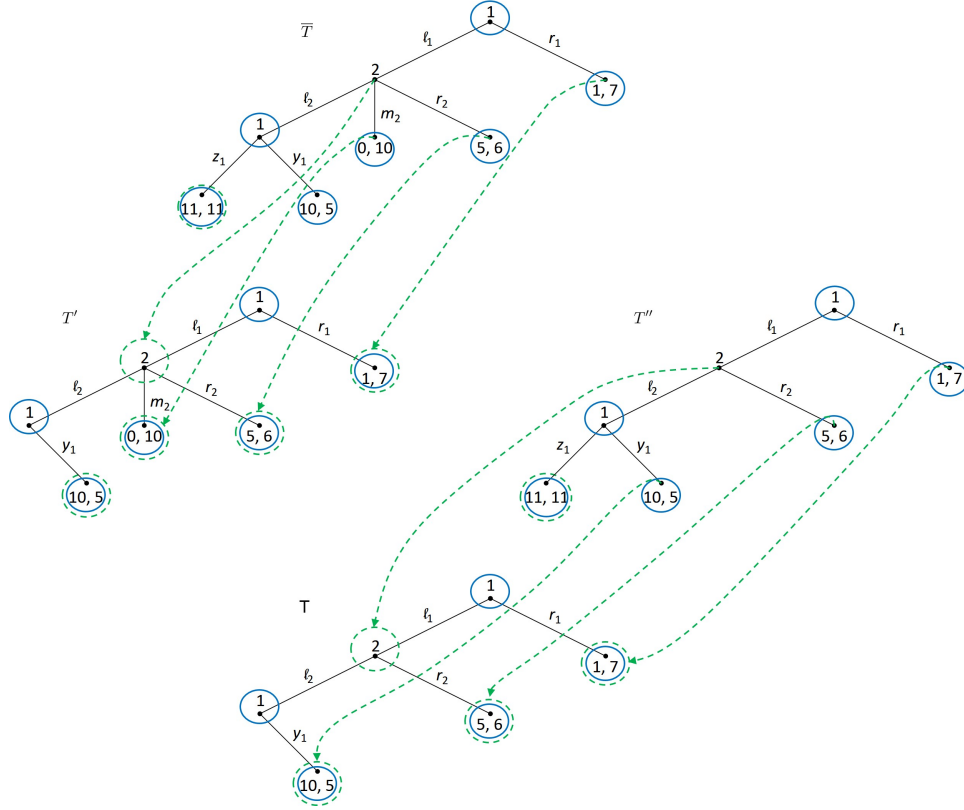 T̅
1
ℓ₁
r₁
2
1, 7
ℓ₂
m₂
r₂
1
0, 10
5, 6
z₁
y₁
11, 11
10, 5
T′
1
ℓ₁
r₁
2
1, 7
ℓ₂
m₂
r₂
1
0, 10
5, 6
y₁
10, 5
T″
1
ℓ₁
r₁
2
1, 7
ℓ₂
r₂
1
5, 6
z₁
y₁
11, 11
10, 5
T
1
ℓ₁
r₁
2
1, 7
ℓ₂
r₂
1
5, 6
y₁
10, 5